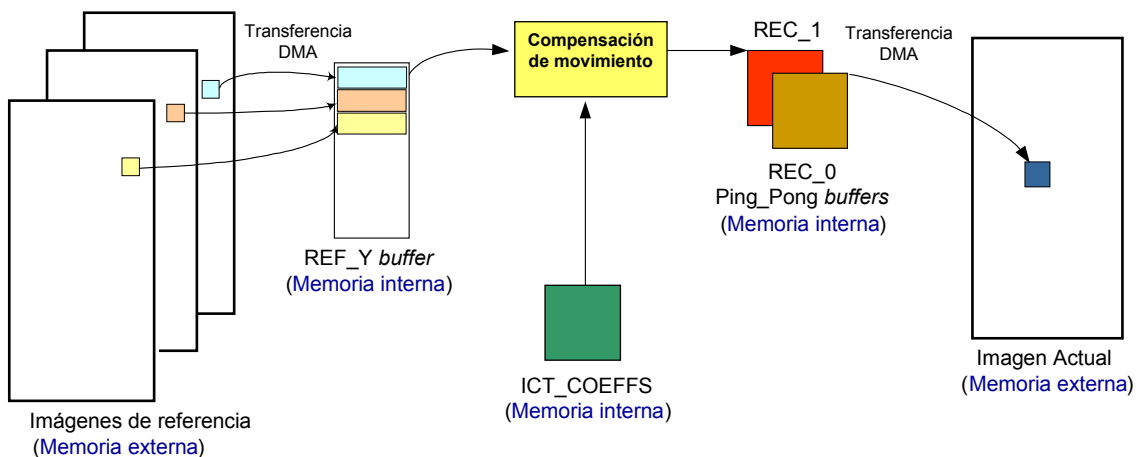 Transferencia
DMA
Imágenes de referencia
(Memoria externa)
REF_Y buffer
(Memoria interna)
Compensación
de movimiento
ICT_COEFFS
(Memoria interna)
REC_1
REC_0
Ping_Pong buffers
(Memoria interna)
Transferencia
DMA
Imagen Actual
(Memoria externa)